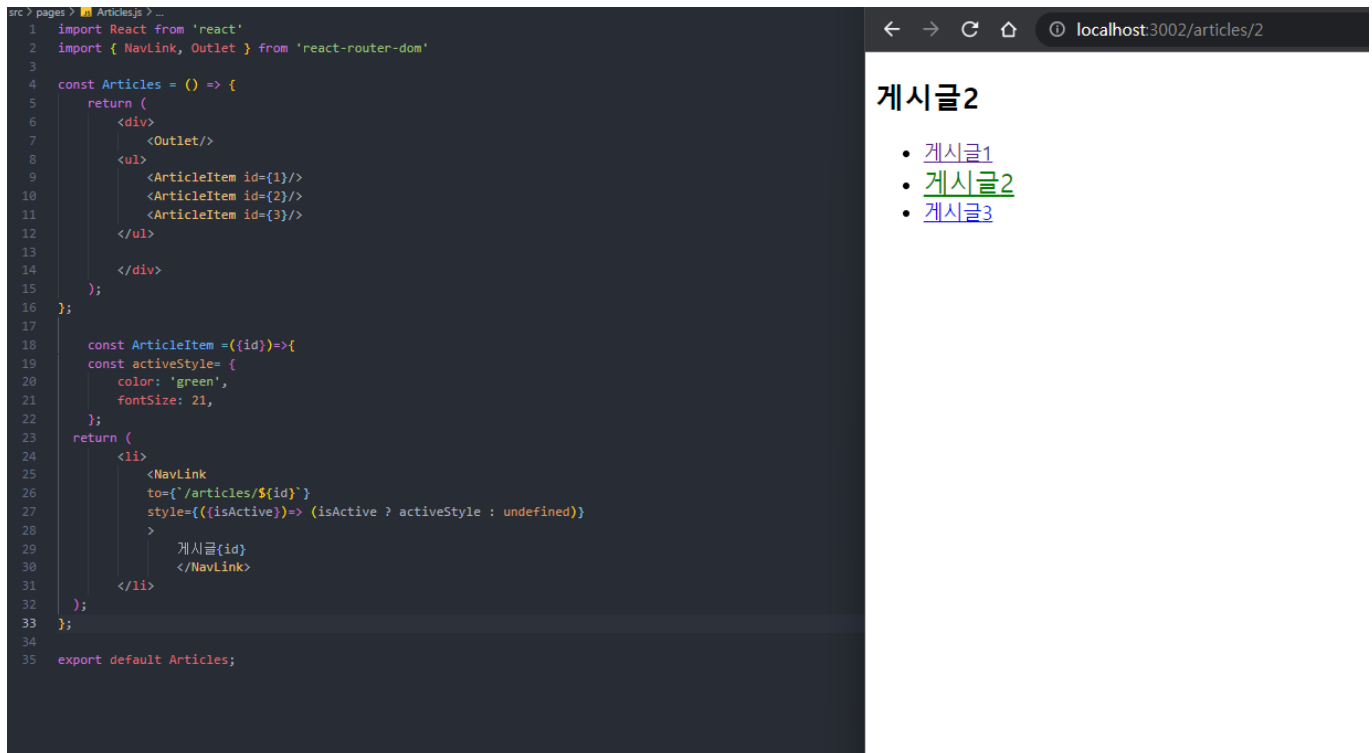 src > pages > JS Articles.js > ...
1 import React from 'react'
2 import { NavLink, Outlet } from 'react-router-dom'
3
4 const Articles = () => {
5     return (
6         <div>
7             <Outlet/>
8         <ul>
9             <ArticleItem id={1}/>
10             <ArticleItem id={2}/>
11             <ArticleItem id={3}/>
12         </ul>
13
14         </div>
15     );
16 };
17
18     const ArticleItem =({id})=>{
19     const activeStyle= {
20         color: 'green',
21         fontSize: 21,
22     };
23   return (
24         <li>
25             <NavLink
26             to={`/articles/${id}`}
27             style={({isActive})=> (isActive ? activeStyle : undefined)}
28             >
29                 게시글{id}
30                 </NavLink>
31         </li>
32   );
33 };
34
35 export default Articles;
localhost:3002/articles/2
게시글2
• 게시글1
• 게시글2
• 게시글3